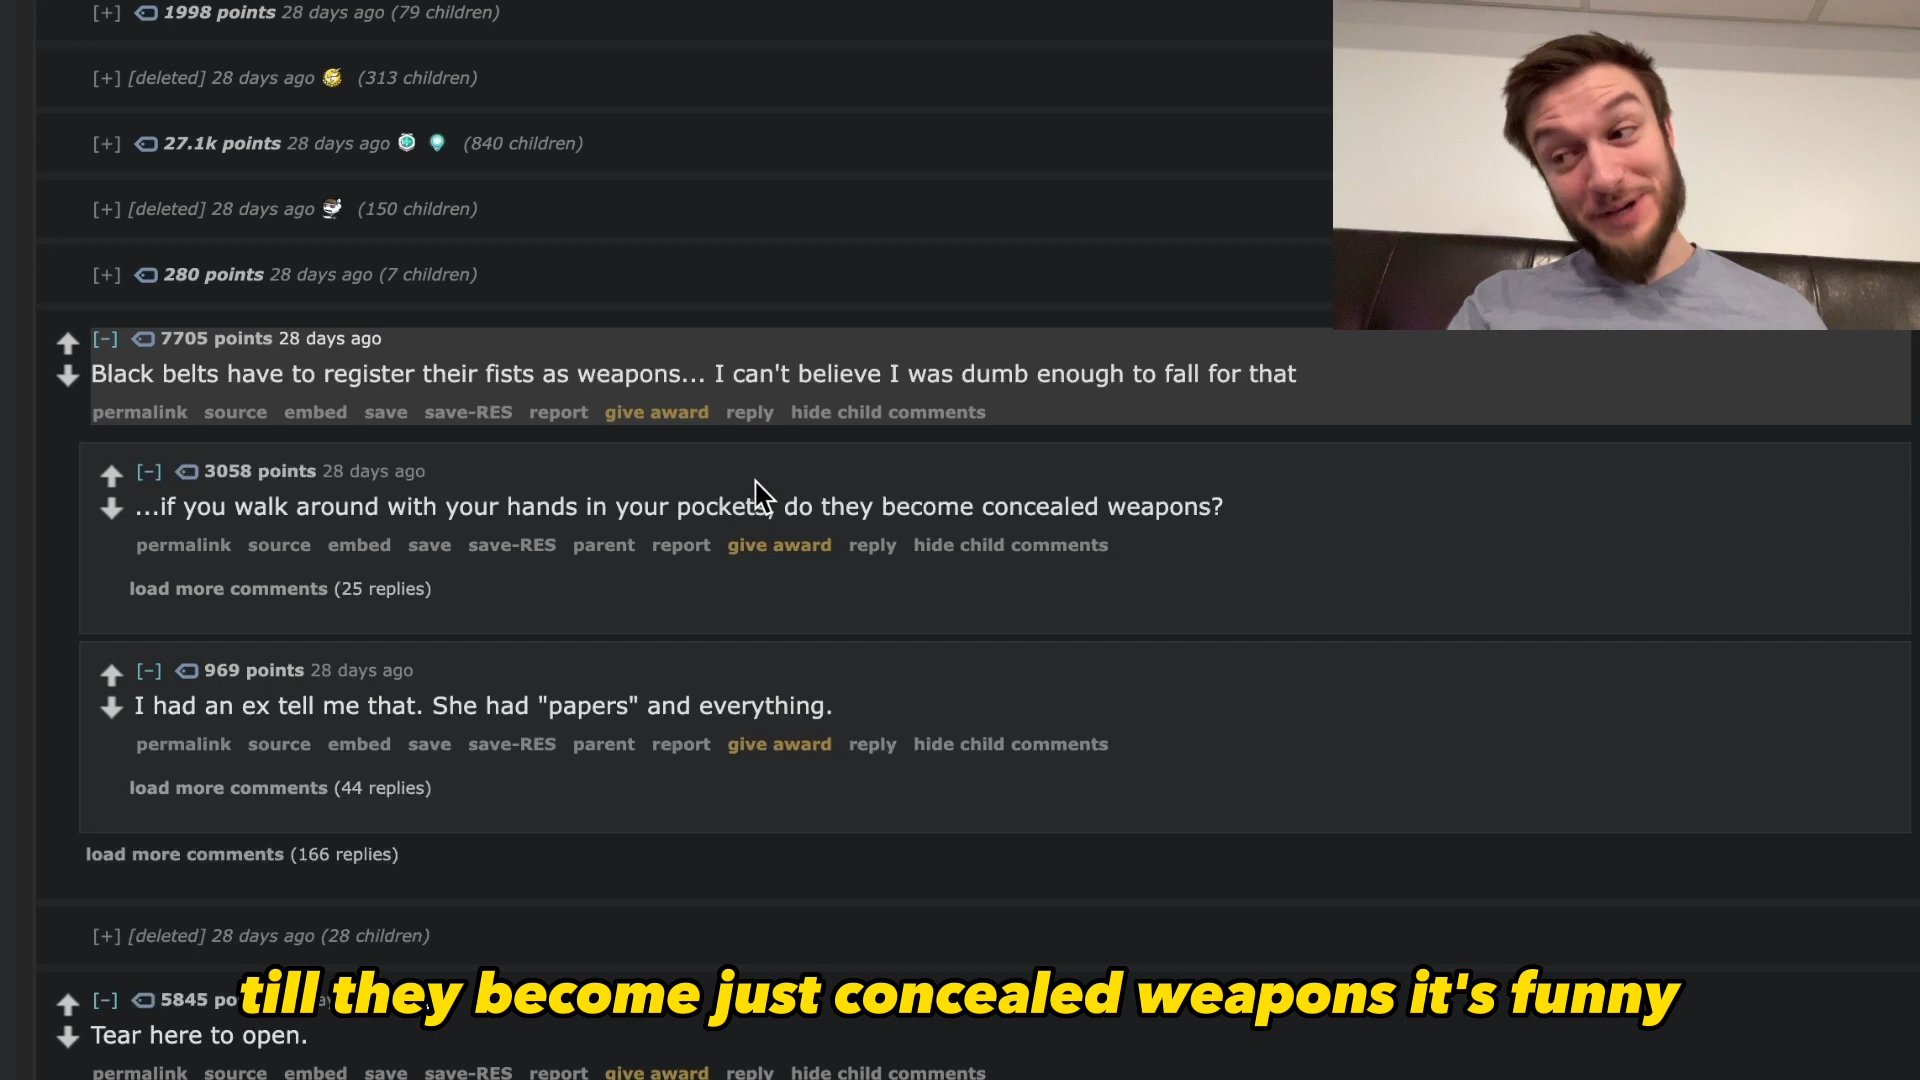 [+] 1998 points 28 days ago (79 children)
[+] [deleted] 28 days ago (313 children)
[+] 27.1k points 28 days ago (840 children)
[+] [deleted] 28 days ago (150 children)
[+] 280 points 28 days ago (7 children)
[–] 7705 points 28 days ago
Black belts have to register their fists as weapons... I can't believe I was dumb enough to fall for that
permalink source embed save save-RES report give award reply hide child comments
[–] 3058 points 28 days ago
...if you walk around with your hands in your pockets, do they become concealed weapons?
permalink source embed save save-RES parent report give award reply hide child comments
load more comments (25 replies)
[–] 969 points 28 days ago
I had an ex tell me that. She had "papers" and everything.
permalink source embed save save-RES parent report give award reply hide child comments
load more comments (44 replies)
load more comments (166 replies)
[+] [deleted] 28 days ago (28 children)
[–] 5845 po
till they become just concealed weapons it's funny
Tear here to open.
permalink source embed save save-RES report give award reply hide child comments